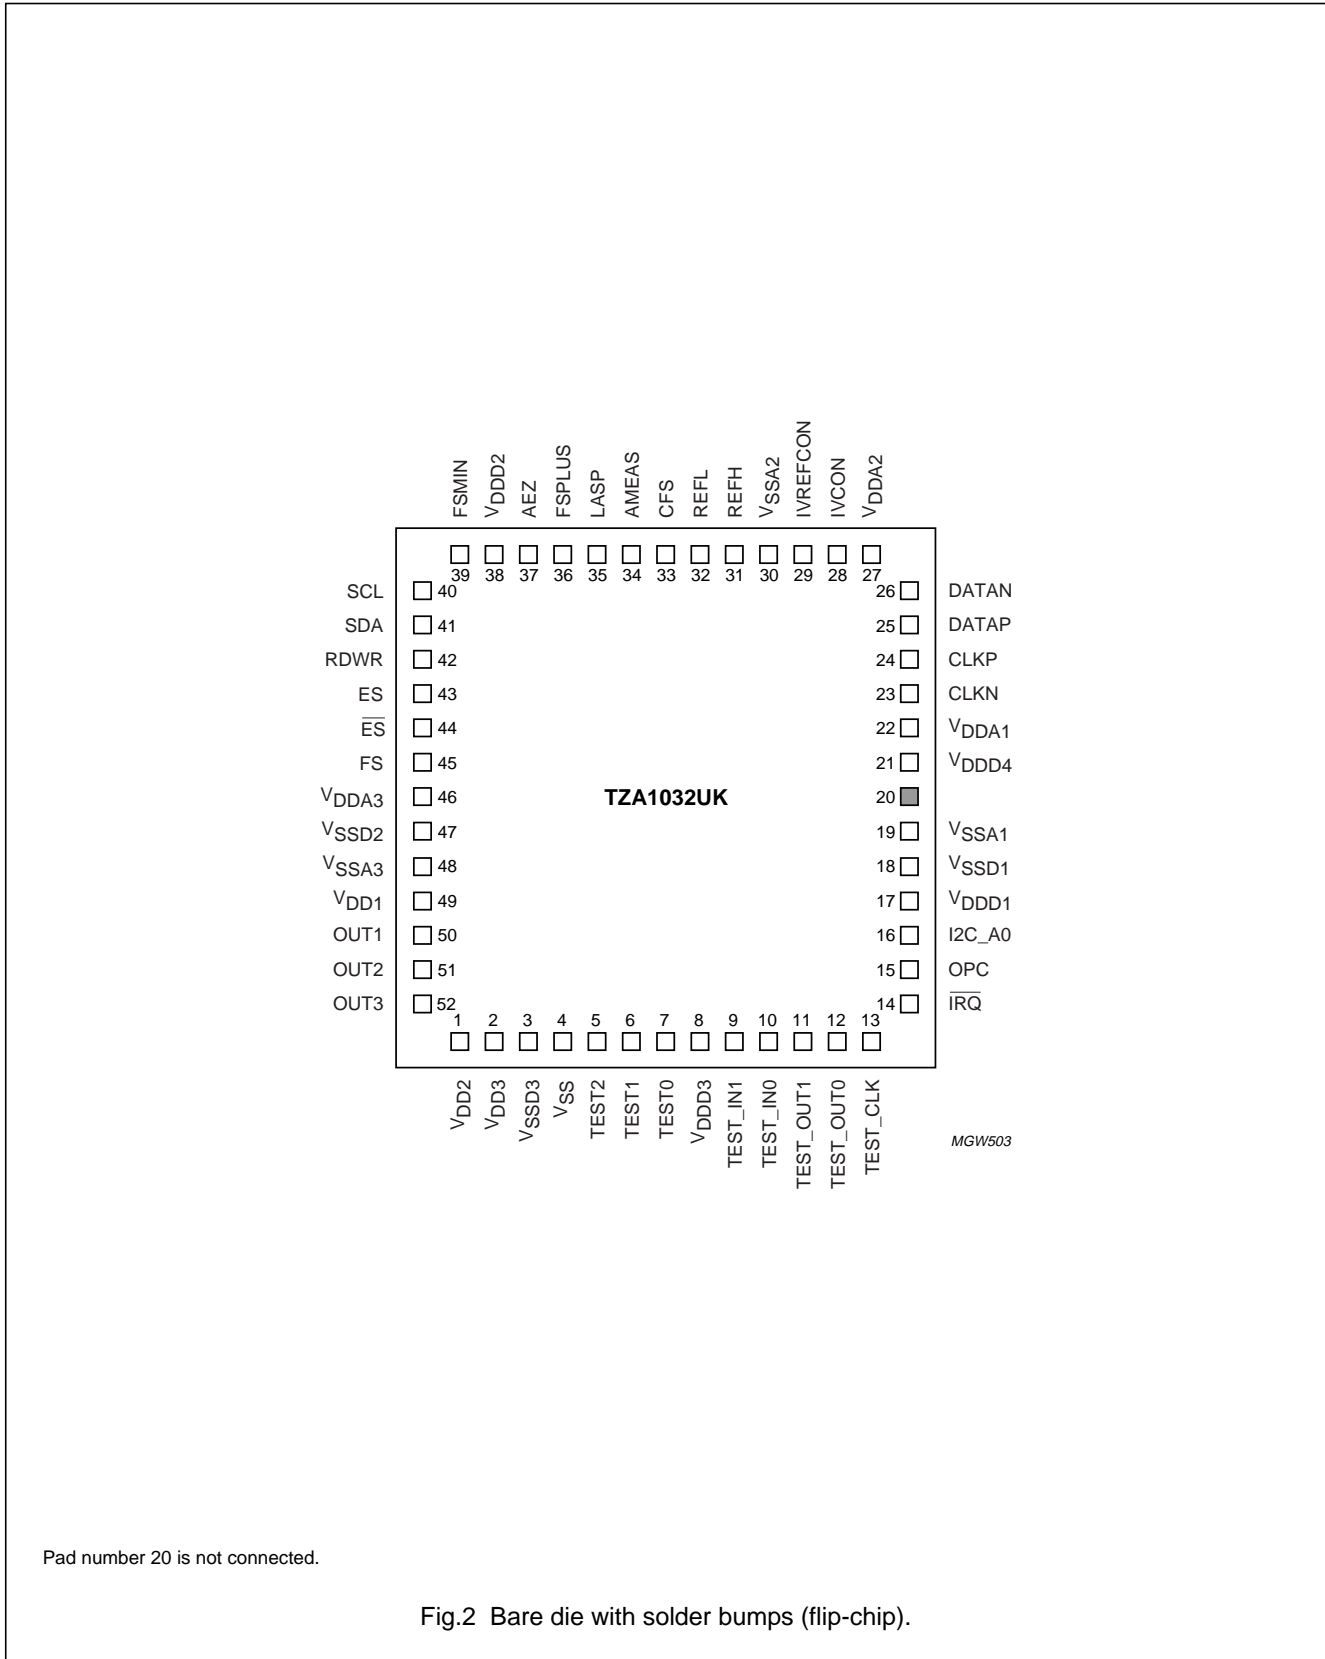 FSMIN
VDDD2
AEZ
FSPLUS
LASP
AMEAS
CFS
REFL
REFH
VSSA2
IVREFCON
IVCON
VDDA2
39 38 37 36 35 34 33 32 31 30 29 28 27
SCL 40 26 DATAN
SDA 41 25 DATAP
RDWR 42 24 CLKP
ES 43 23 CLKN
E̅S̅ 44 22 VDDA1
FS 45 21 VDDD4
VDDA3 46 TZA1032UK 20
VSSD2 47 19 VSSA1
VSSA3 48 18 VSSD1
VDD1 49 17 VDDD1
OUT1 50 16 I2C_A0
OUT2 51 15 OPC
OUT3 52 14 I̅R̅Q̅
1 2 3 4 5 6 7 8 9 10 11 12 13
VDD2
VDD3
VSSD3
VSS
TEST2
TEST1
TEST0
VDDD3
TEST_IN1
TEST_IN0
TEST_OUT1
TEST_OUT0
TEST_CLK
MGW503
Pad number 20 is not connected.
Fig.2 Bare die with solder bumps (flip-chip).